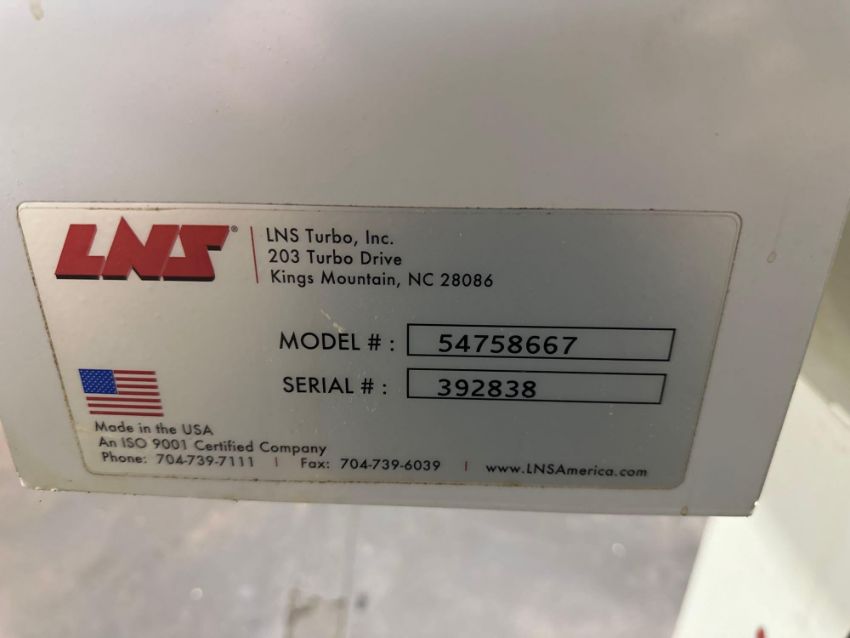 LNS®
LNS Turbo, Inc.
203 Turbo Drive
Kings Mountain, NC 28086
MODEL # : 54758667
SERIAL # : 392838
Made in the USA
An ISO 9001 Certified Company
Phone: 704-739-7111 | Fax: 704-739-6039 | www.LNSAmerica.com